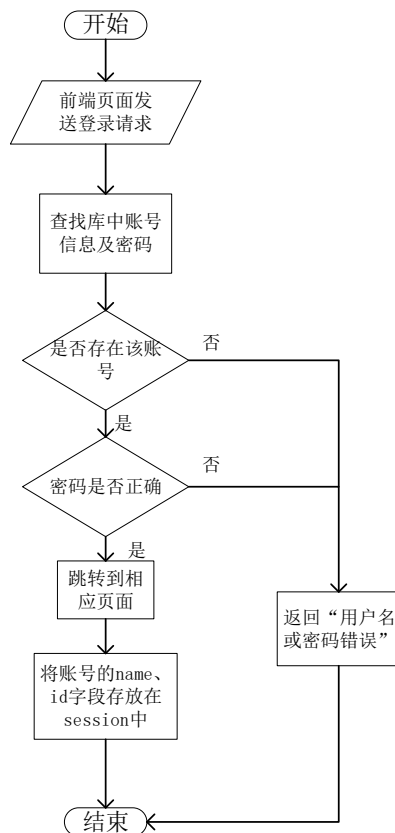 开始
前端页面发
送登录请求
查找库中账号
信息及密码
是否存在该账
号
否
是
密码是否正确
否
是
跳转到相
应页面
返回“用户名
或密码错误”
将账号的name、
id字段存放在
session中
结束